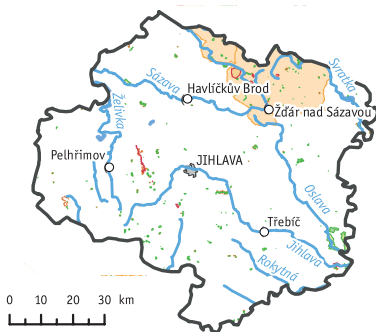 Svratka
Sázava
Havlíčkův Brod
Želivka
Žďár nad Sázavou
Pelhřimov
JIHLAVA
Oslava
Třebíč
Jihlava
Rokytná
0 10 20 30 km